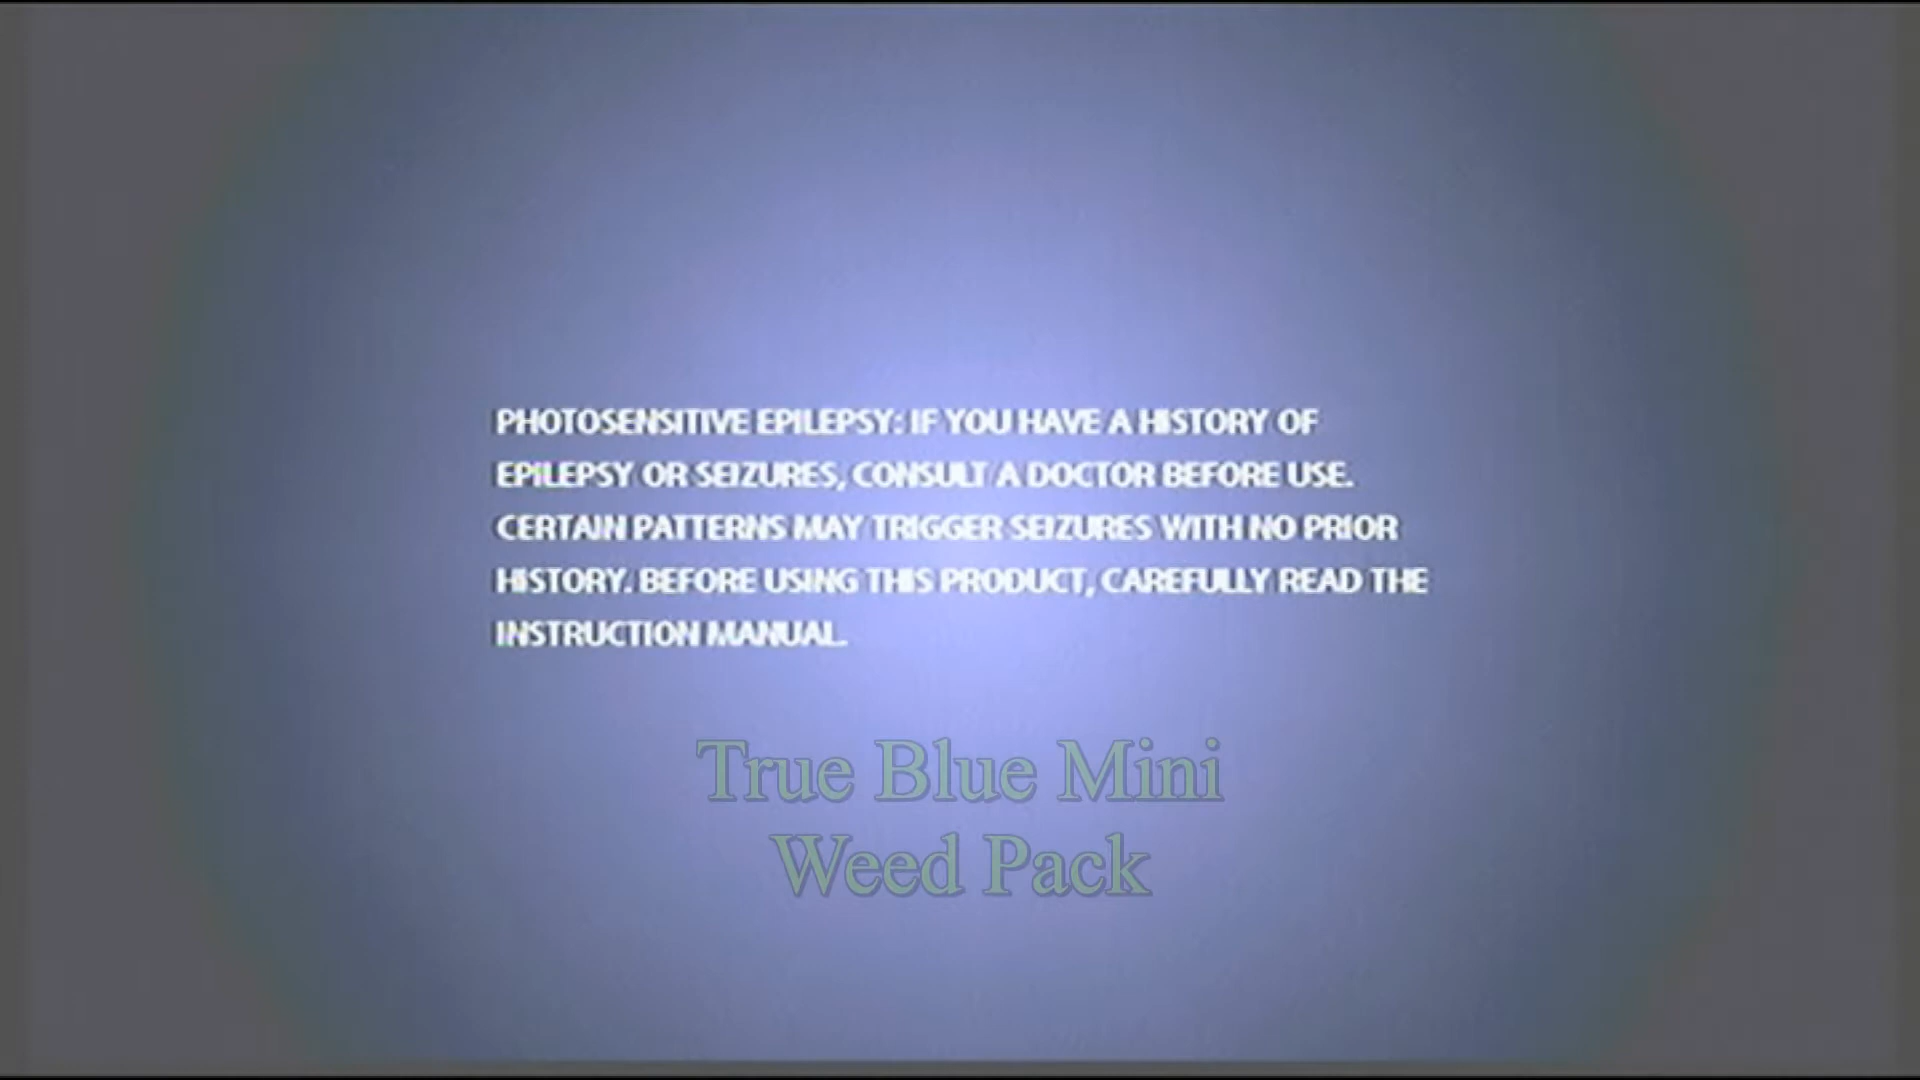 PHOTOSENSITIVE EPILEPSY: IF YOU HAVE A HISTORY OF
EPILEPSY OR SEIZURES, CONSULT A DOCTOR BEFORE USE.
CERTAIN PATTERNS MAY TRIGGER SEIZURES WITH NO PRIOR
HISTORY. BEFORE USING THIS PRODUCT, CAREFULLY READ THE
INSTRUCTION MANUAL.
True Blue Mini
Weed Pack